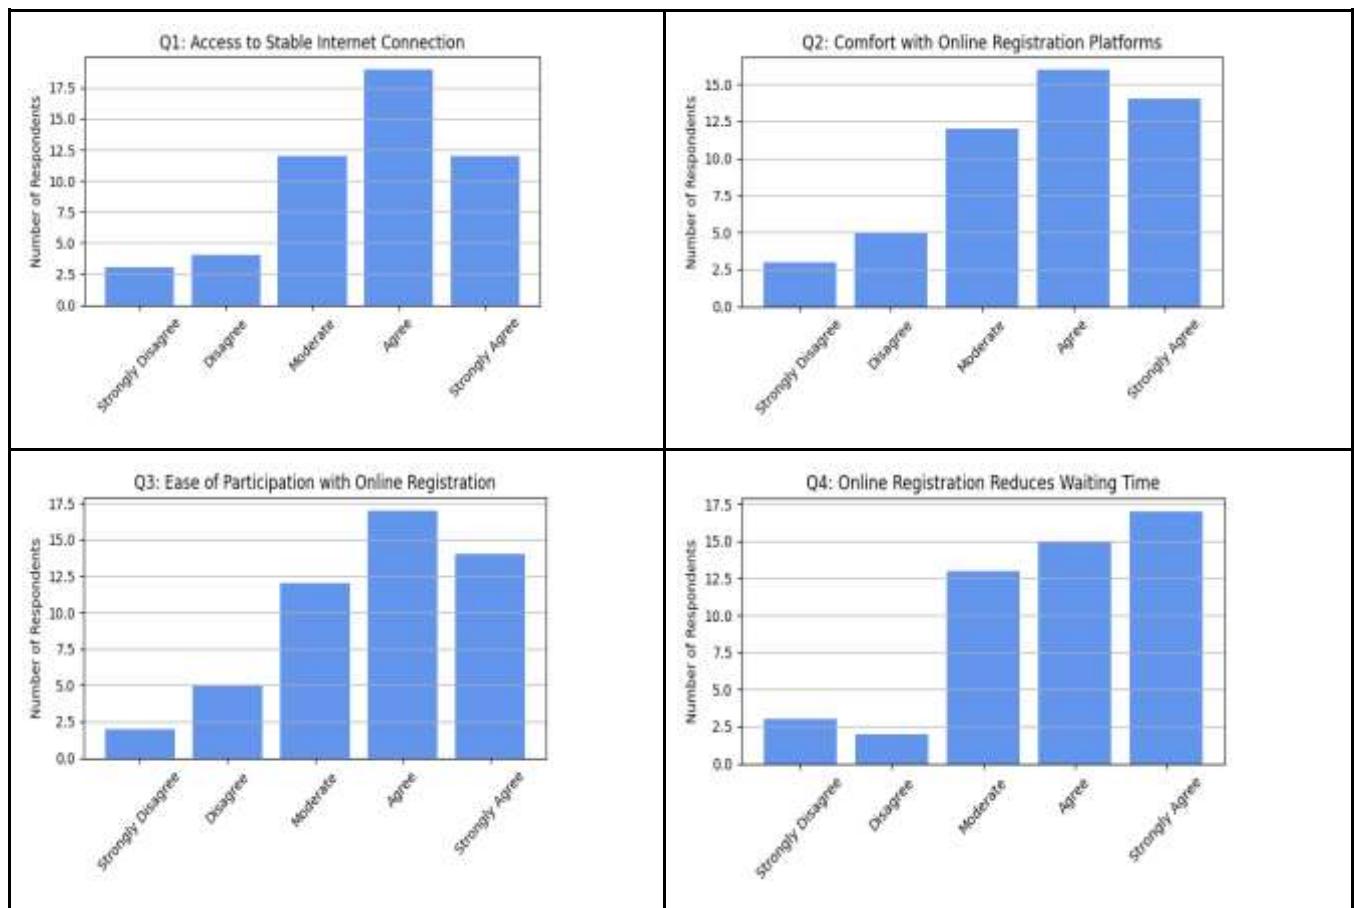 Q1: Access to Stable Internet Connection
Number of Respondents
17.5
15.0
12.5
10.0
7.5
5.0
2.5
0.0
Strongly Disagree
Disagree
Moderate
Agree
Strongly Agree
Q2: Comfort with Online Registration Platforms
Number of Respondents
15.0
12.5
10.0
7.5
5.0
2.5
0.0
Strongly Disagree
Disagree
Moderate
Agree
Strongly Agree
Q3: Ease of Participation with Online Registration
Number of Respondents
17.5
15.0
12.5
10.0
7.5
5.0
2.5
0.0
Strongly Disagree
Disagree
Moderate
Agree
Strongly Agree
Q4: Online Registration Reduces Waiting Time
Number of Respondents
17.5
15.0
12.5
10.0
7.5
5.0
2.5
0.0
Strongly Disagree
Disagree
Moderate
Agree
Strongly Agree